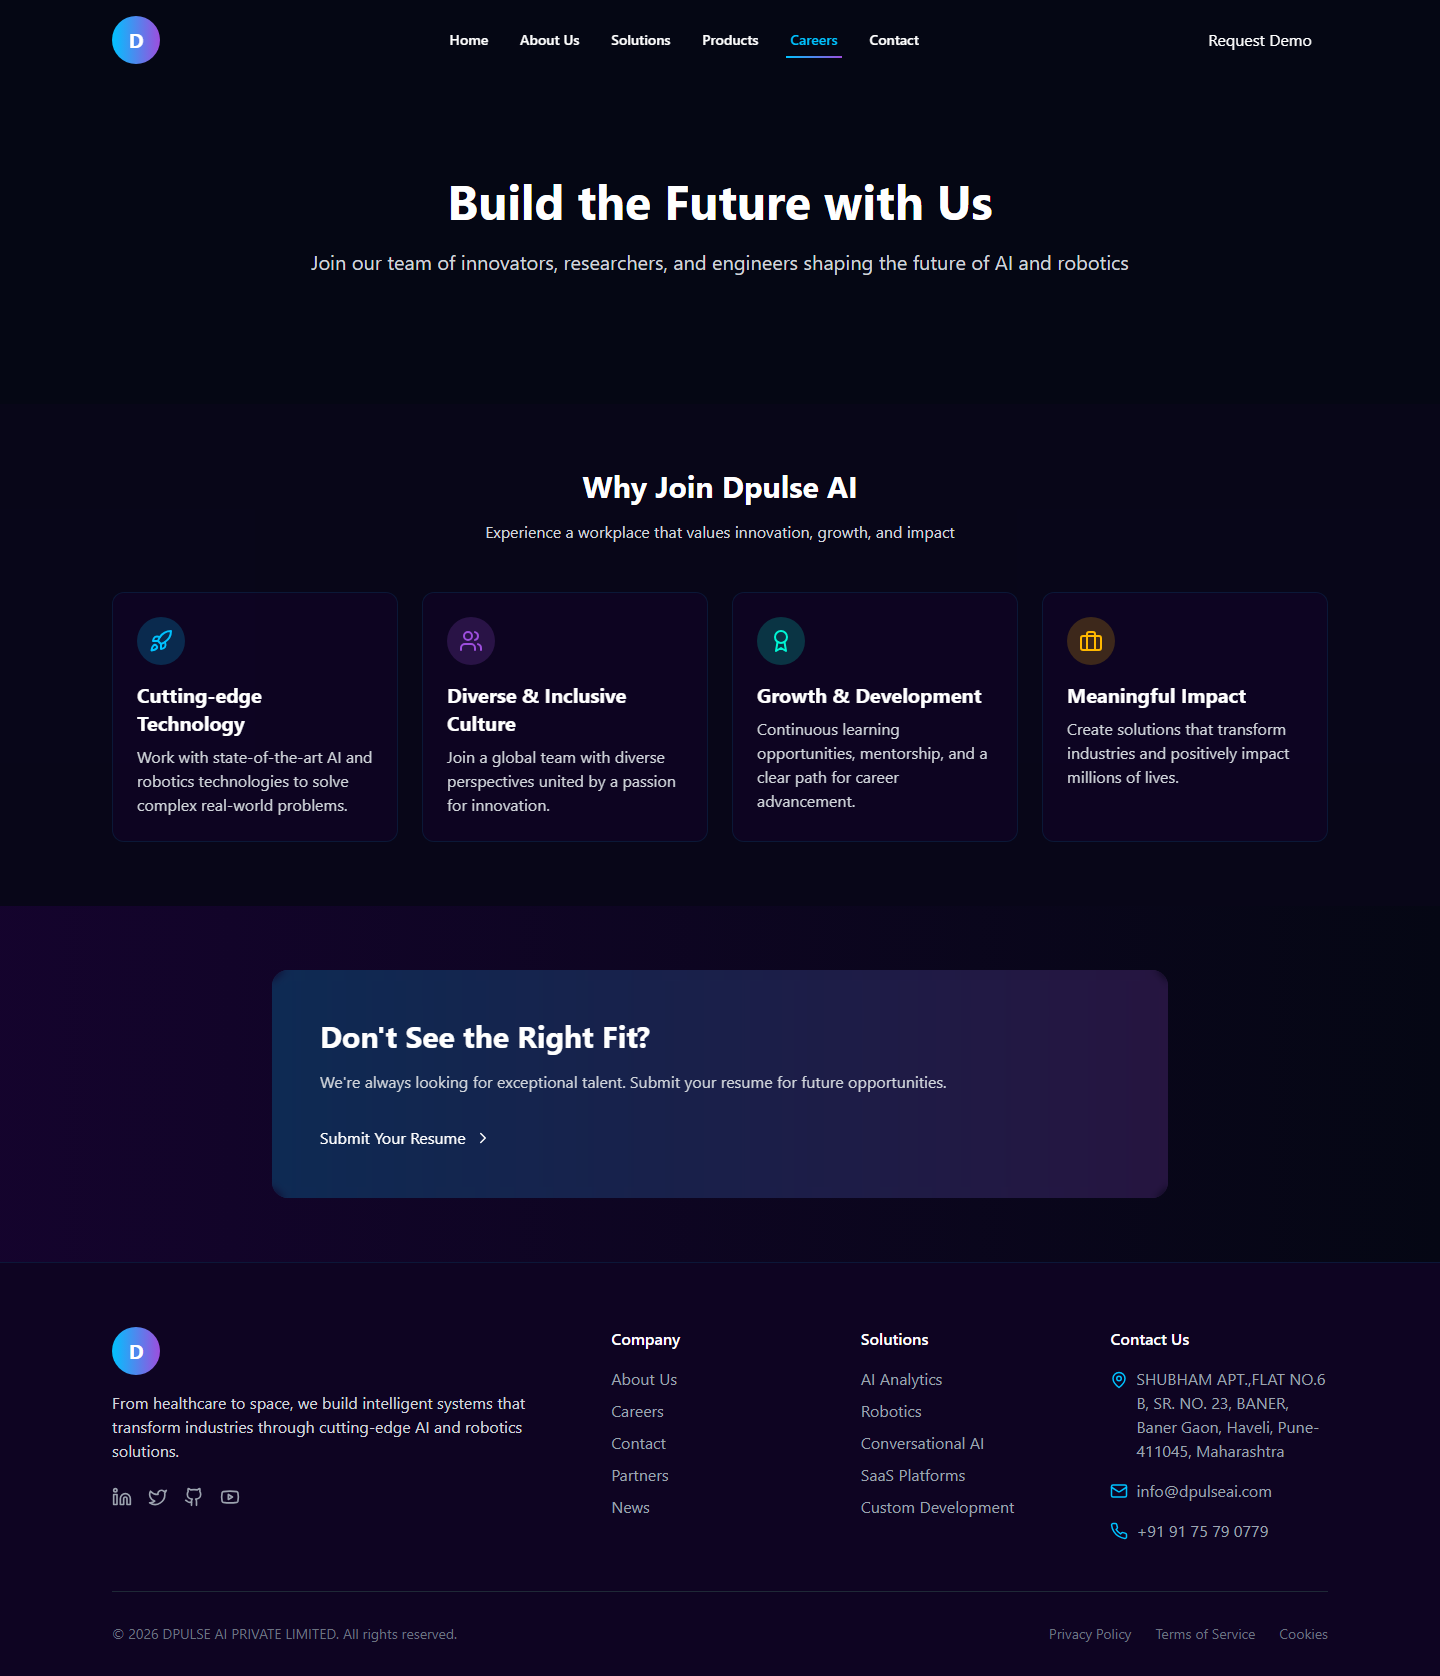 D
Home
About Us
Solutions
Products
Careers
Contact
Request Demo
Build the Future with Us
Join our team of innovators, researchers, and engineers shaping the future of AI and robotics
Why Join Dpulse AI
Experience a workplace that values innovation, growth, and impact
Cutting-edge
Technology
Work with state-of-the-art AI and
robotics technologies to solve
complex real-world problems.
Diverse & Inclusive
Culture
Join a global team with diverse
perspectives united by a passion
for innovation.
Growth & Development
Continuous learning
opportunities, mentorship, and a
clear path for career
advancement.
Meaningful Impact
Create solutions that transform
industries and positively impact
millions of lives.
Don't See the Right Fit?
We're always looking for exceptional talent. Submit your resume for future opportunities.
Submit Your Resume
D
From healthcare to space, we build intelligent systems that
transform industries through cutting-edge AI and robotics
solutions.
Company
About Us
Careers
Contact
Partners
News
Solutions
AI Analytics
Robotics
Conversational AI
SaaS Platforms
Custom Development
Contact Us
SHUBHAM APT.,FLAT NO.6
B, SR. NO. 23, BANER,
Baner Gaon, Haveli, Pune-
411045, Maharashtra
info@dpulseai.com
+91 91 75 79 0779
© 2026 DPULSE AI PRIVATE LIMITED. All rights reserved.
Privacy Policy
Terms of Service
Cookies